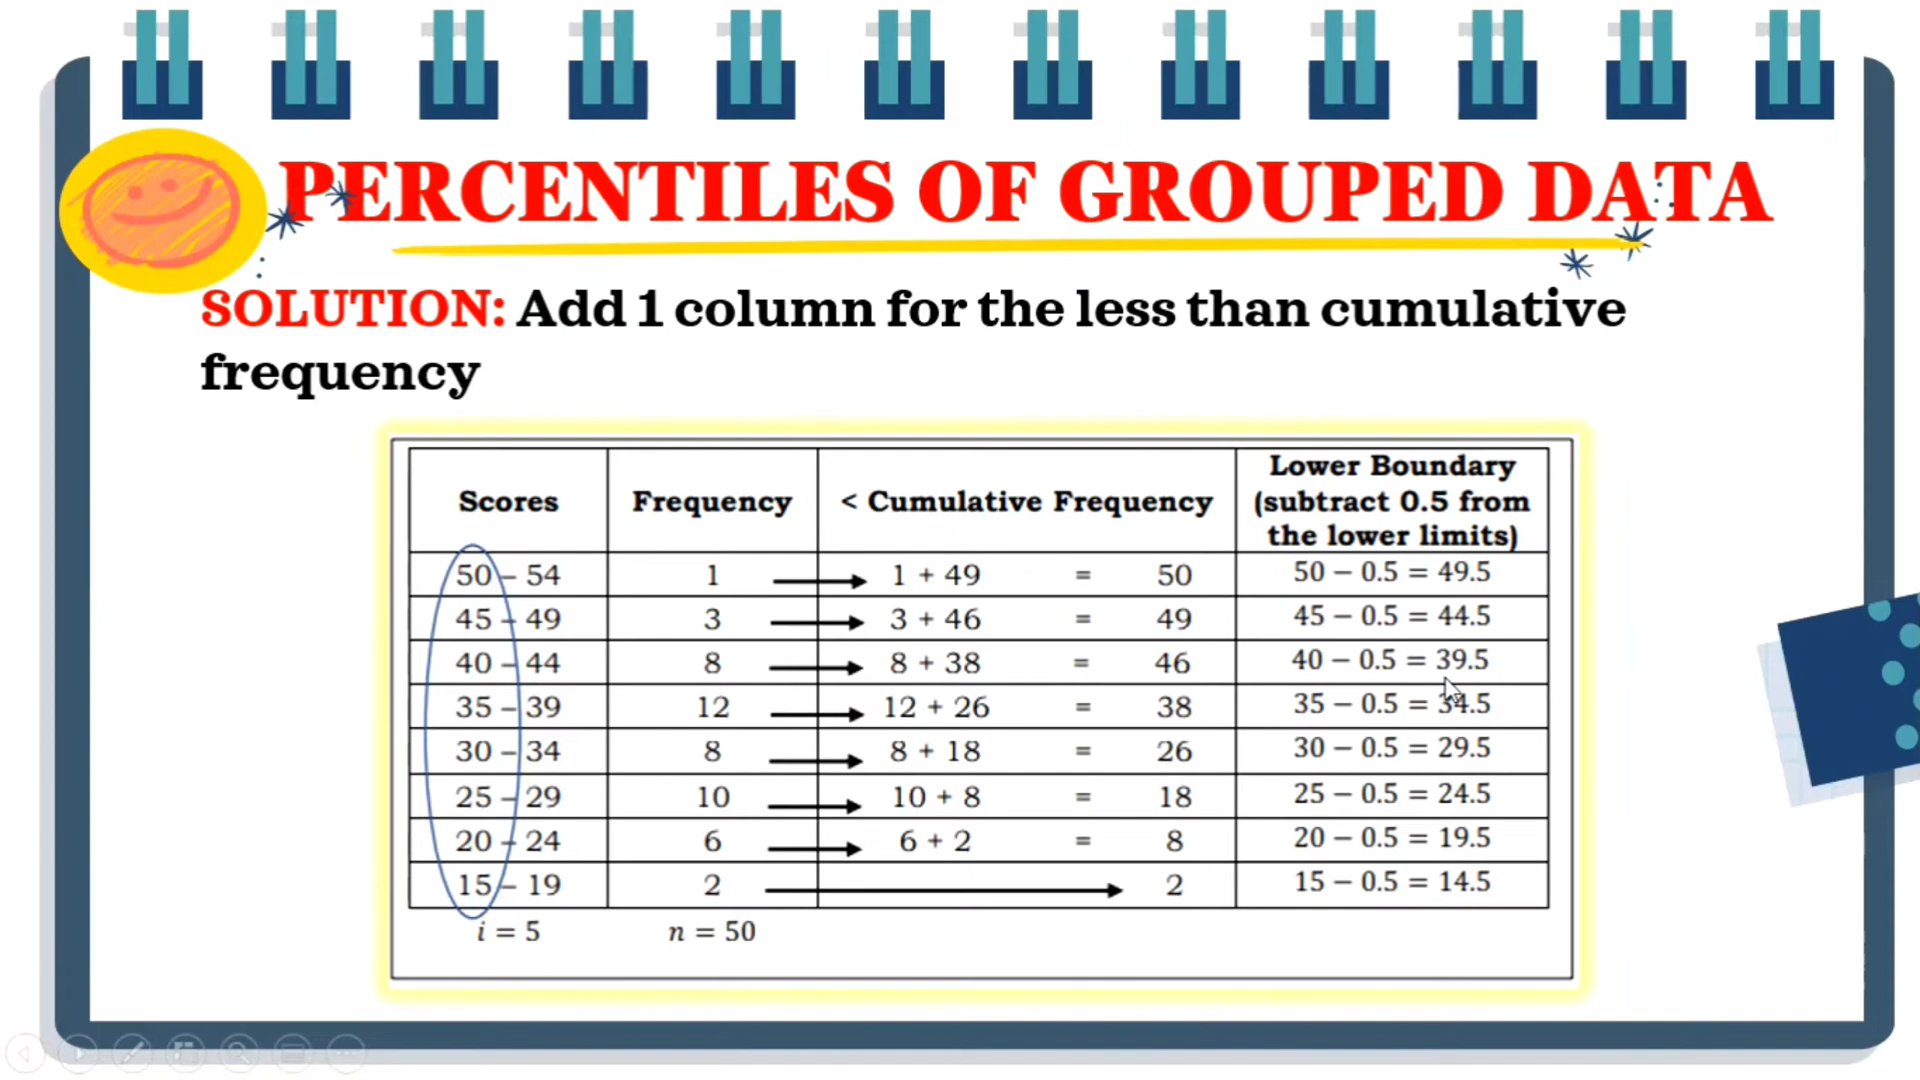 PERCENTILES OF GROUPED DATA
SOLUTION: Add 1 column for the less than cumulative
frequency
Scores Frequency < Cumulative Frequency Lower Boundary
(subtract 0.5 from
the lower limits)
50 – 54 1 1 + 49 = 50 50 − 0.5 = 49.5
45 – 49 3 3 + 46 = 49 45 − 0.5 = 44.5
40 – 44 8 8 + 38 = 46 40 − 0.5 = 39.5
35 – 39 12 12 + 26 = 38 35 − 0.5 = 34.5
30 – 34 8 8 + 18 = 26 30 − 0.5 = 29.5
25 – 29 10 10 + 8 = 18 25 − 0.5 = 24.5
20 – 24 6 6 + 2 = 8 20 − 0.5 = 19.5
15 – 19 2 2 15 − 0.5 = 14.5
i = 5 n = 50